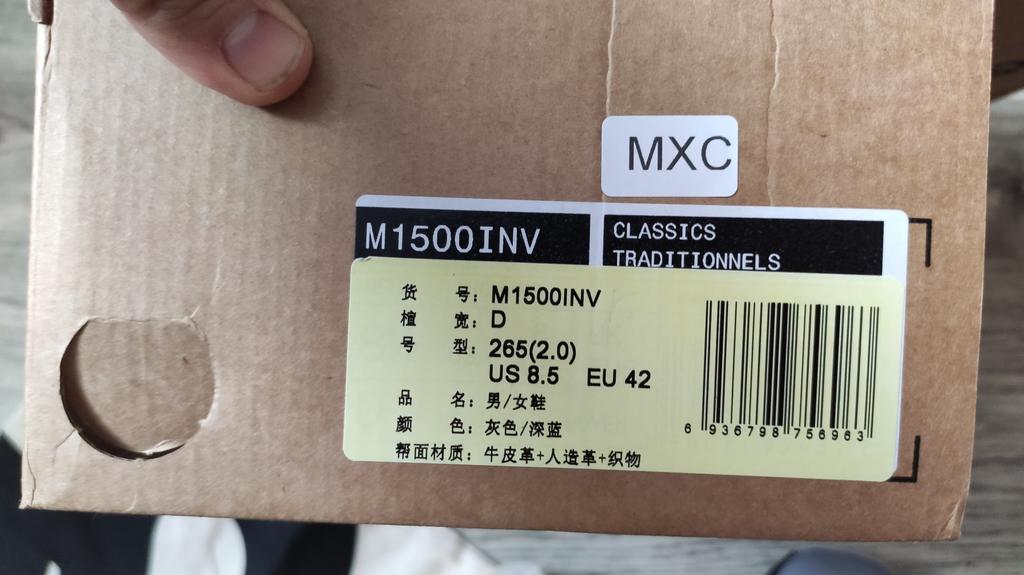 MXC
M1500INV
CLASSICS
TRADITIONNELS
货 号: M1500INV
楦 宽: D
号 型: 265(2.0)
US 8.5 EU 42
品 名: 男/女鞋
颜 色: 灰色/深蓝
帮面材质: 牛皮革+人造革+织物
6 936798 756963